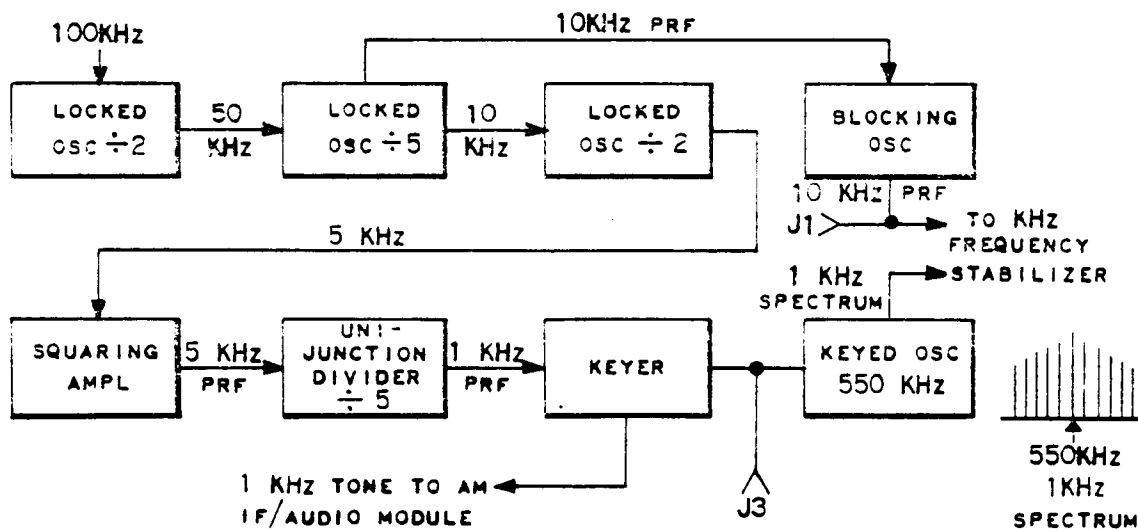 100KHz
10KHz PRF
LOCKED
OSC ÷2
50
KHz
LOCKED
OSC ÷5
10
KHz
LOCKED
OSC ÷ 2
BLOCKING
OSC
10 KHz PRF
J1
TO KHz
FREQUENCY
STABILIZER
5 KHz
1 KHz
SPECTRUM
SQUARING
AMPL
5 KHz
PRF
UNI-
JUNCTION
DIVIDER
÷ 5
1 KHz
PRF
KEYER
KEYED OSC
550 KHz
550KHz
1KHz
SPECTRUM
1 KHz TONE TO AM
IF/AUDIO MODULE
J3